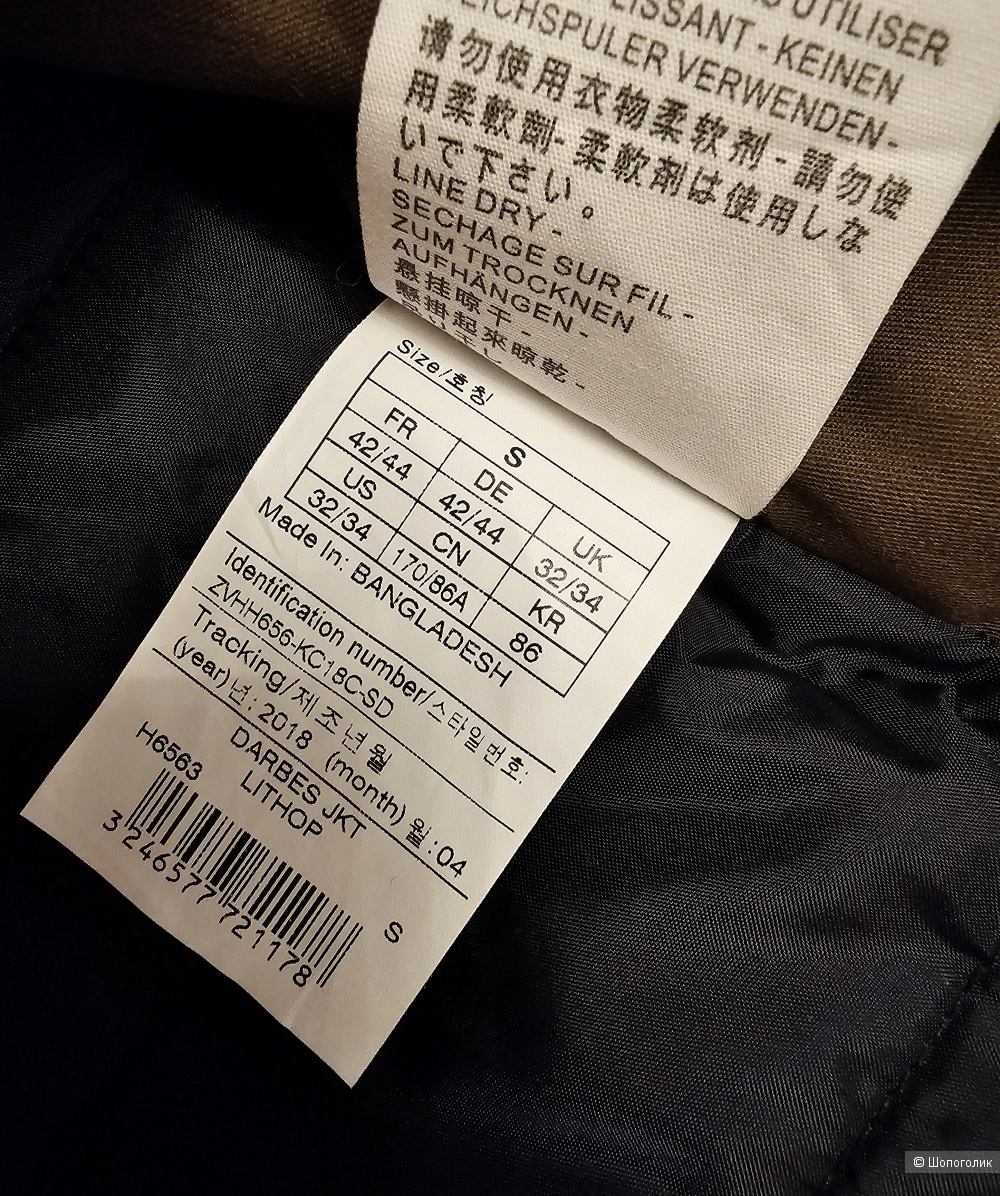 UTILISER
LISSANT - KEINEN
EICHSPÜLER VERWENDEN-
请勿使用衣物柔软剂 - 請勿使
用柔軟劑- 柔軟剤は使用しな
いで下さい。
LINE DRY -
SECHAGE SUR FIL -
ZUM TROCKNEN
AUFHÄNGEN -
悬挂晾干 -
懸掛起來晾乾 -
Size/호칭
S
FR DE UK
42/44 42/44 32/34
US CN KR
32/34 170/86A 86
Made In: BANGLADESH
Identification number/스타일번호:
ZVHH656-KC18C-SD
Tracking/제조년월
(year)년: 2018 (month)월:04
DARBES JKT
H6563 LITHOP
3246577721178
S
© Шопоголик